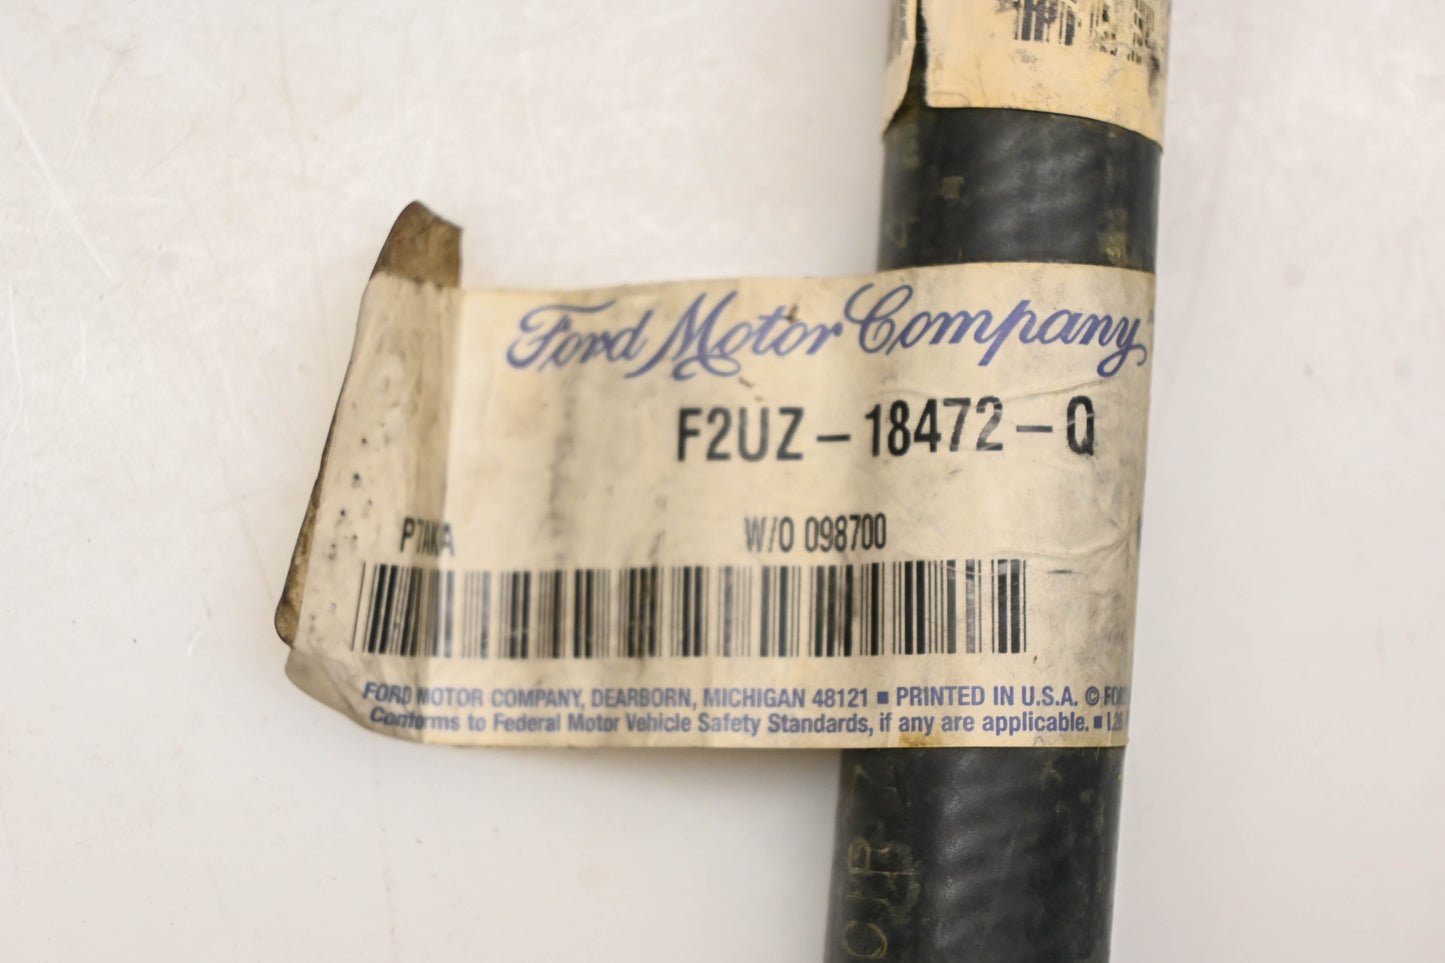 Ford Motor Company
F2UZ-18472-Q
P7AKA W/O 098700
FORD MOTOR COMPANY, DEARBORN, MICHIGAN 48121 ■ PRINTED IN U.S.A. ©
Conforms to Federal Motor Vehicle Safety Standards, if any are applicable. ■